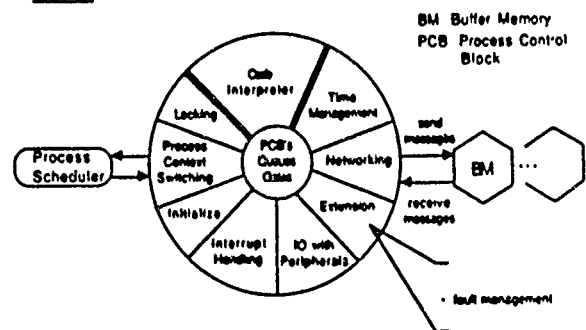 BM Buffer Memory
PCB Process Control
Block
Code
Interpreter
Time
Management
Locking
send
messages
Process
Scheduler
Process
Context
Switching
PCB's
Queues
Networking
BM
...
Initialize
Extension
receive
messages
Interrupt
Handling
IO with
Peripherals
• fault management